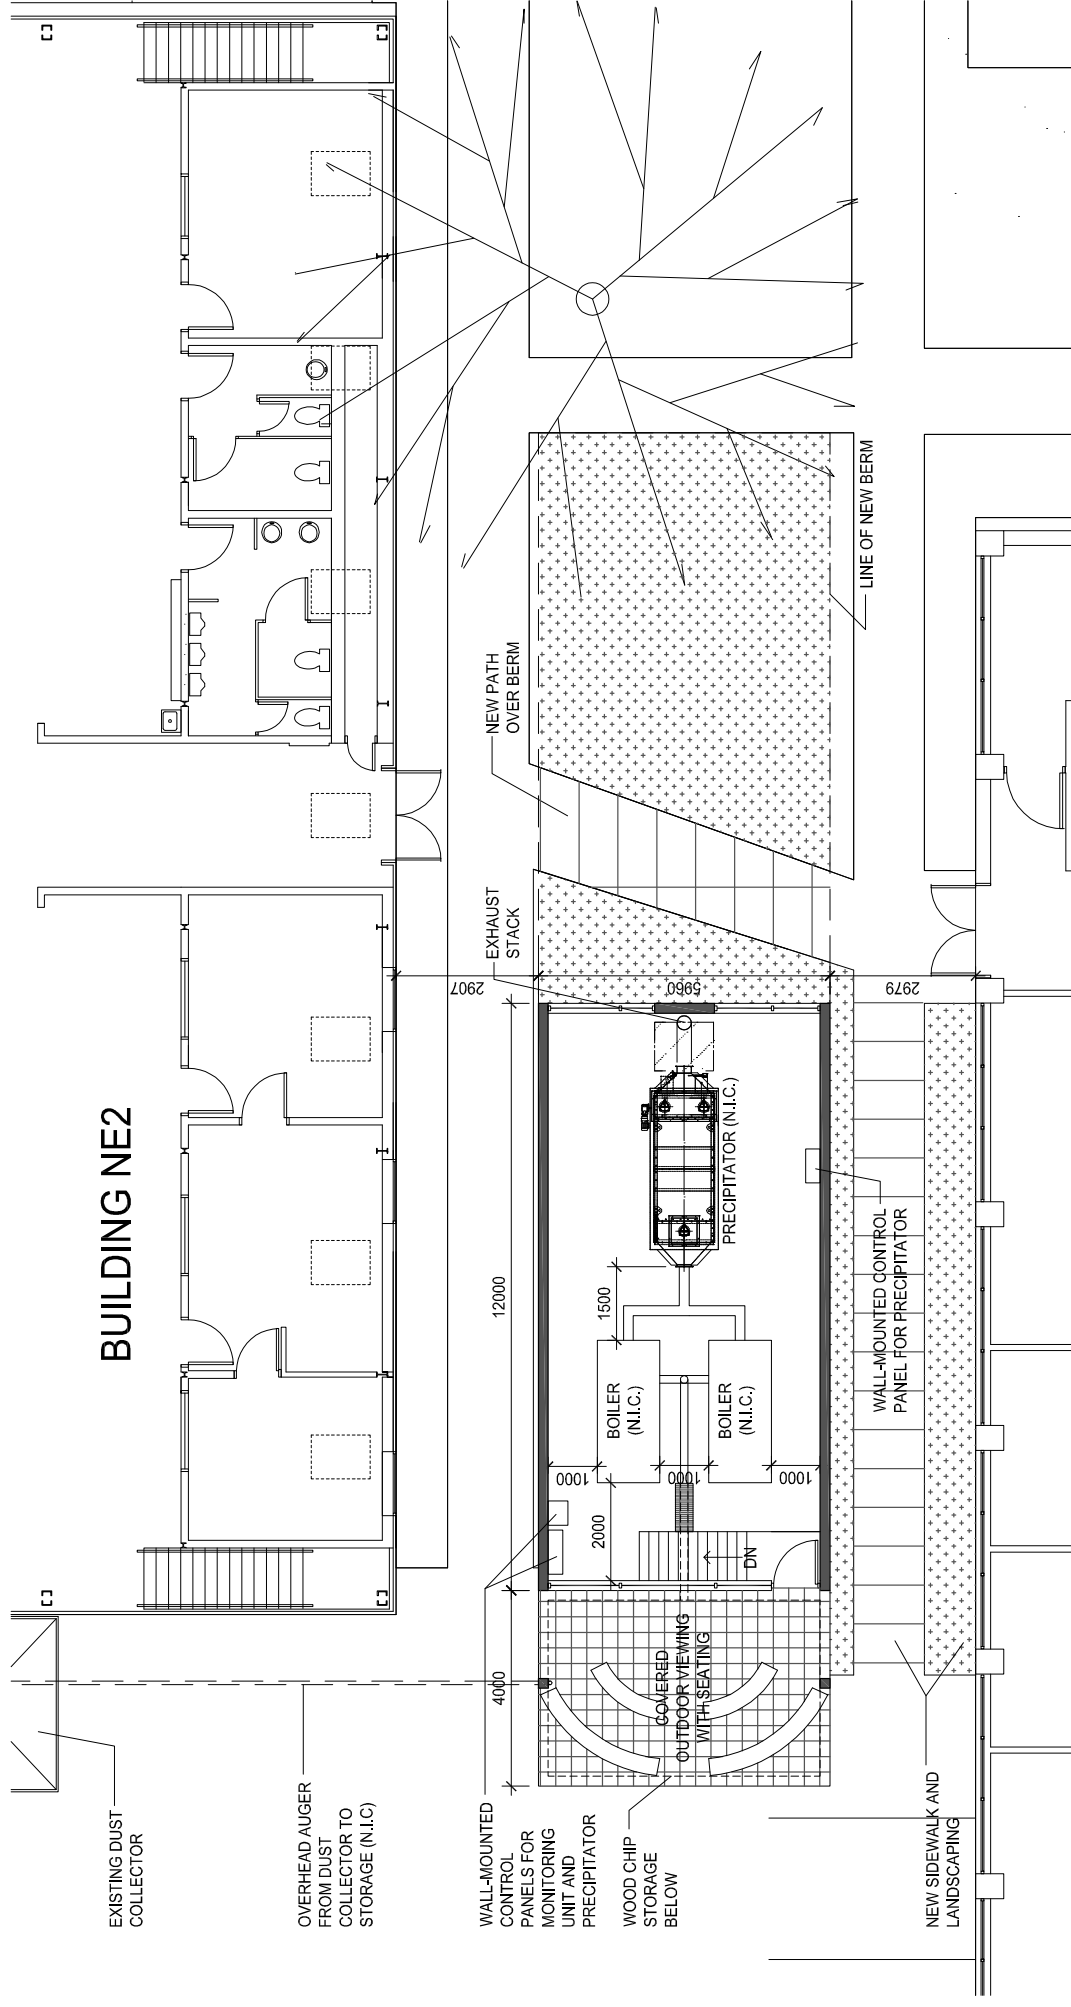 BUILDING NE2
EXISTING DUST
COLLECTOR
OVERHEAD AUGER
FROM DUST
COLLECTOR TO
STORAGE (N.I.C)
WALL-MOUNTED
CONTROL
PANELS FOR
MONITORING
UNIT AND
PRECIPITATOR
WOOD CHIP
STORAGE
BELOW
NEW SIDEWALK AND
LANDSCAPING
COVERED
OUTDOOR VIEWING
WITH SEATING
4000
12000
2000
1500
1000
1000
1000
DN
BOILER
(N.I.C.)
BOILER
(N.I.C.)
PRECIPITATOR (N.I.C.)
WALL-MOUNTED CONTROL
PANEL FOR PRECIPITATOR
EXHAUST
STACK
2907
5960
2979
NEW PATH
OVER BERM
LINE OF NEW BERM